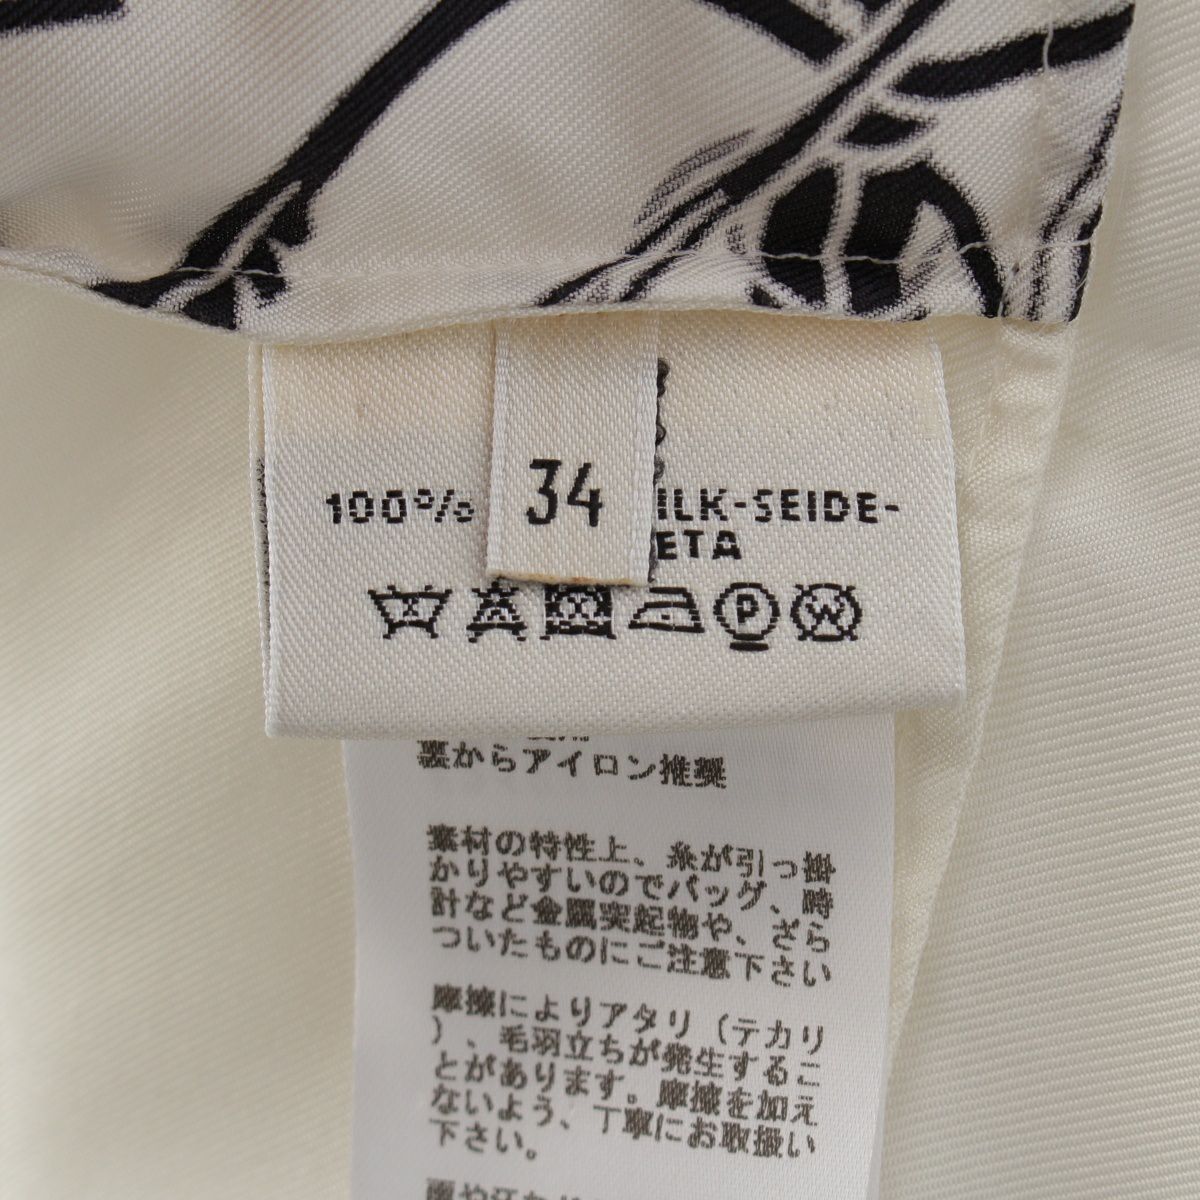 34
100% ILK-SEIDE-
ETA
P W
裏からアイロン推奨
素材の特性上、糸が引っ掛
かりやすいのでバッグ、時
計など金属突起物や、ざら
ついたものにご注意下さい
摩擦によりアタリ(テカリ
)、毛羽立ちが発生するこ
とがあります。摩擦を加え
ないよう、丁寧にお取扱い
下さい。